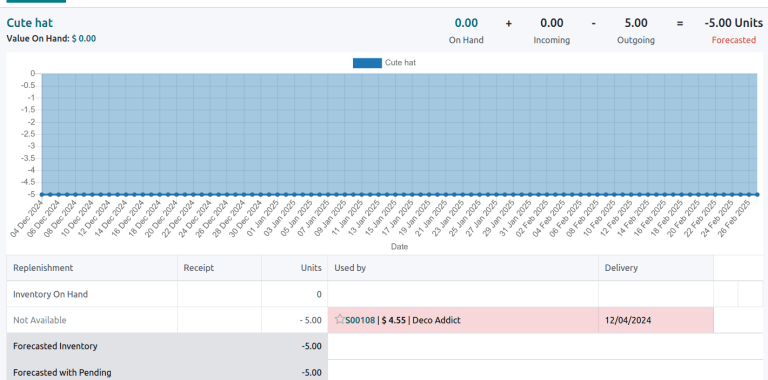 Cute hat
0.00 + 0.00 - 5.00 = -5.00 Units
Value On Hand: $ 0.00
On Hand Incoming Outgoing Forecasted
Cute hat
0
-0.5
-1
-1.5
-2
-2.5
-3
-3.5
-4
-4.5
-5
04 Dec 2024 06 Dec 2024 08 Dec 2024 10 Dec 2024 12 Dec 2024 14 Dec 2024 16 Dec 2024 18 Dec 2024 20 Dec 2024 22 Dec 2024 24 Dec 2024 26 Dec 2024 28 Dec 2024 30 Dec 2024 01 Jan 2025 03 Jan 2025 05 Jan 2025 07 Jan 2025 09 Jan 2025 11 Jan 2025 13 Jan 2025 15 Jan 2025 17 Jan 2025 19 Jan 2025 21 Jan 2025 23 Jan 2025 25 Jan 2025 27 Jan 2025 29 Jan 2025 31 Jan 2025 02 Feb 2025 04 Feb 2025 06 Feb 2025 08 Feb 2025 10 Feb 2025 12 Feb 2025 14 Feb 2025 16 Feb 2025 18 Feb 2025 20 Feb 2025 22 Feb 2025 24 Feb 2025 26 Feb 2025
Date
Replenishment Receipt Units Used by Delivery
Inventory On Hand 0
Not Available - 5.00 S00108 | $ 4.55 | Deco Addict 12/04/2024
Forecasted Inventory -5.00
Forecasted with Pending -5.00